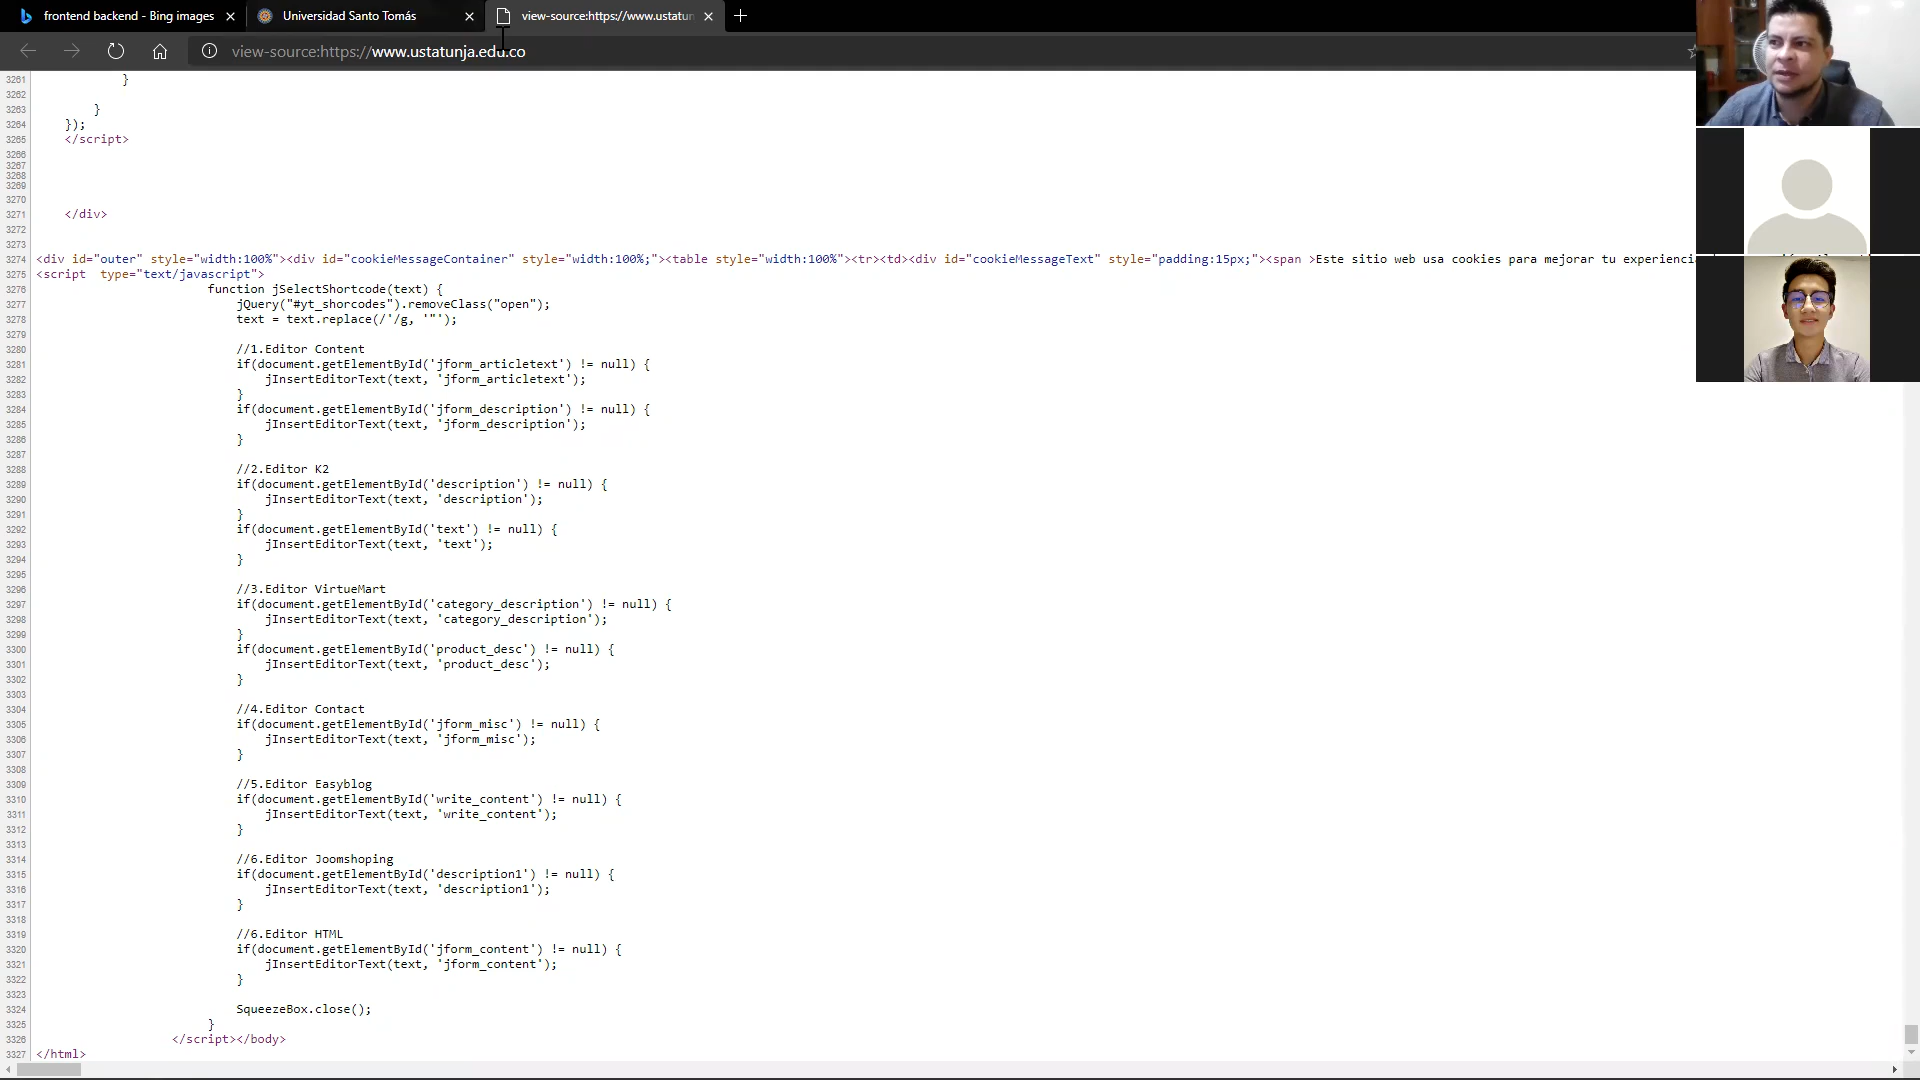 frontend backend - Bing images
Universidad Santo Tomás
view-source:https://www.ustatun
view-source:https://www.ustatunja.edu.co
3261 }
3262
3263 }
3264 });
3265 </script>
3266
3267
3268
3269
3270
3271 </div>
3272
3273
3274 <div id="outer" style="width:100%"><div id="cookieMessageContainer" style="width:100%;"><table style="width:100%"><tr><td><div id="cookieMessageText" style="padding:15px;"><span >Este sitio web usa cookies para mejorar tu experienci
3275 <script  type="text/javascript">
3276 function jSelectShortcode(text) {
3277 jQuery("#yt_shorcodes").removeClass("open");
3278 text = text.replace(/'/g, '"');
3279
3280 //1.Editor Content
3281 if(document.getElementById('jform_articletext') != null) {
3282 jInsertEditorText(text, 'jform_articletext');
3283 }
3284 if(document.getElementById('jform_description') != null) {
3285 jInsertEditorText(text, 'jform_description');
3286 }
3287
3288 //2.Editor K2
3289 if(document.getElementById('description') != null) {
3290 jInsertEditorText(text, 'description');
3291 }
3292 if(document.getElementById('text') != null) {
3293 jInsertEditorText(text, 'text');
3294 }
3295
3296 //3.Editor VirtueMart
3297 if(document.getElementById('category_description') != null) {
3298 jInsertEditorText(text, 'category_description');
3299 }
3300 if(document.getElementById('product_desc') != null) {
3301 jInsertEditorText(text, 'product_desc');
3302 }
3303
3304 //4.Editor Contact
3305 if(document.getElementById('jform_misc') != null) {
3306 jInsertEditorText(text, 'jform_misc');
3307 }
3308
3309 //5.Editor Easyblog
3310 if(document.getElementById('write_content') != null) {
3311 jInsertEditorText(text, 'write_content');
3312 }
3313
3314 //6.Editor Joomshoping
3315 if(document.getElementById('description1') != null) {
3316 jInsertEditorText(text, 'description1');
3317 }
3318
3319 //6.Editor HTML
3320 if(document.getElementById('jform_content') != null) {
3321 jInsertEditorText(text, 'jform_content');
3322 }
3323
3324 SqueezeBox.close();
3325 }
3326 </script></body>
3327 </html>